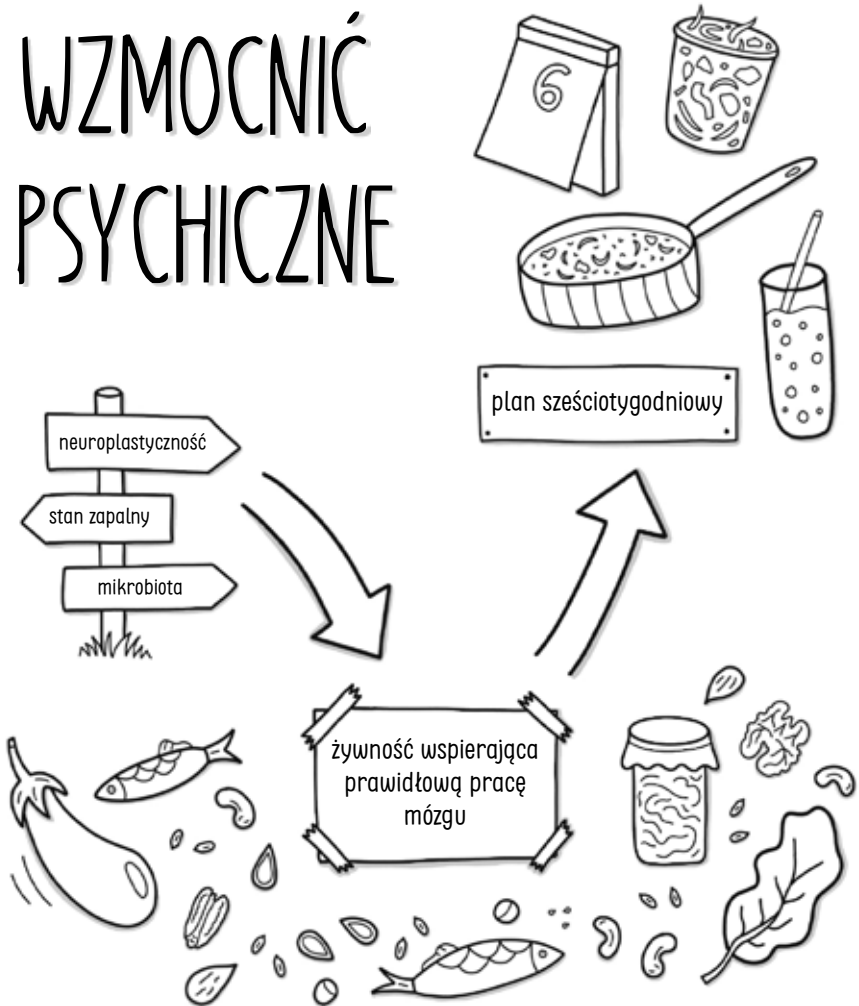 WZMOCNIĆ
PSYCHICZNE
6
plan sześciotygodniowy
neuroplastyczność
stan zapalny
mikrobiota
żywność wspierająca
prawidłową pracę
mózgu